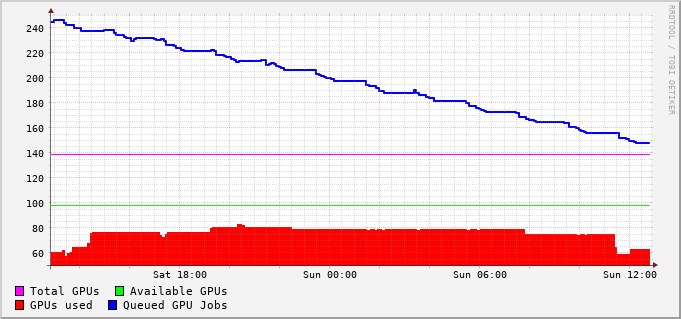 240
220
200
180
160
140
120
100
80
60
Sat 18:00 Sun 00:00 Sun 06:00 Sun 12:00
Total GPUs Available GPUs
GPUs used Queued GPU Jobs
RRDTOOL / TOBI OETIKER